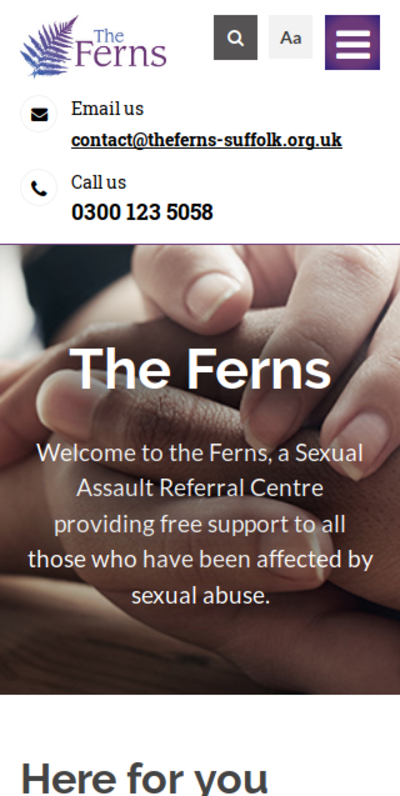 The
Ferns
Aa
Email us
contact@theferns-suffolk.org.uk
Call us
0300 123 5058
The Ferns
Welcome to the Ferns, a Sexual
Assault Referral Centre
providing free support to all
those who have been affected by
sexual abuse.
Here for you